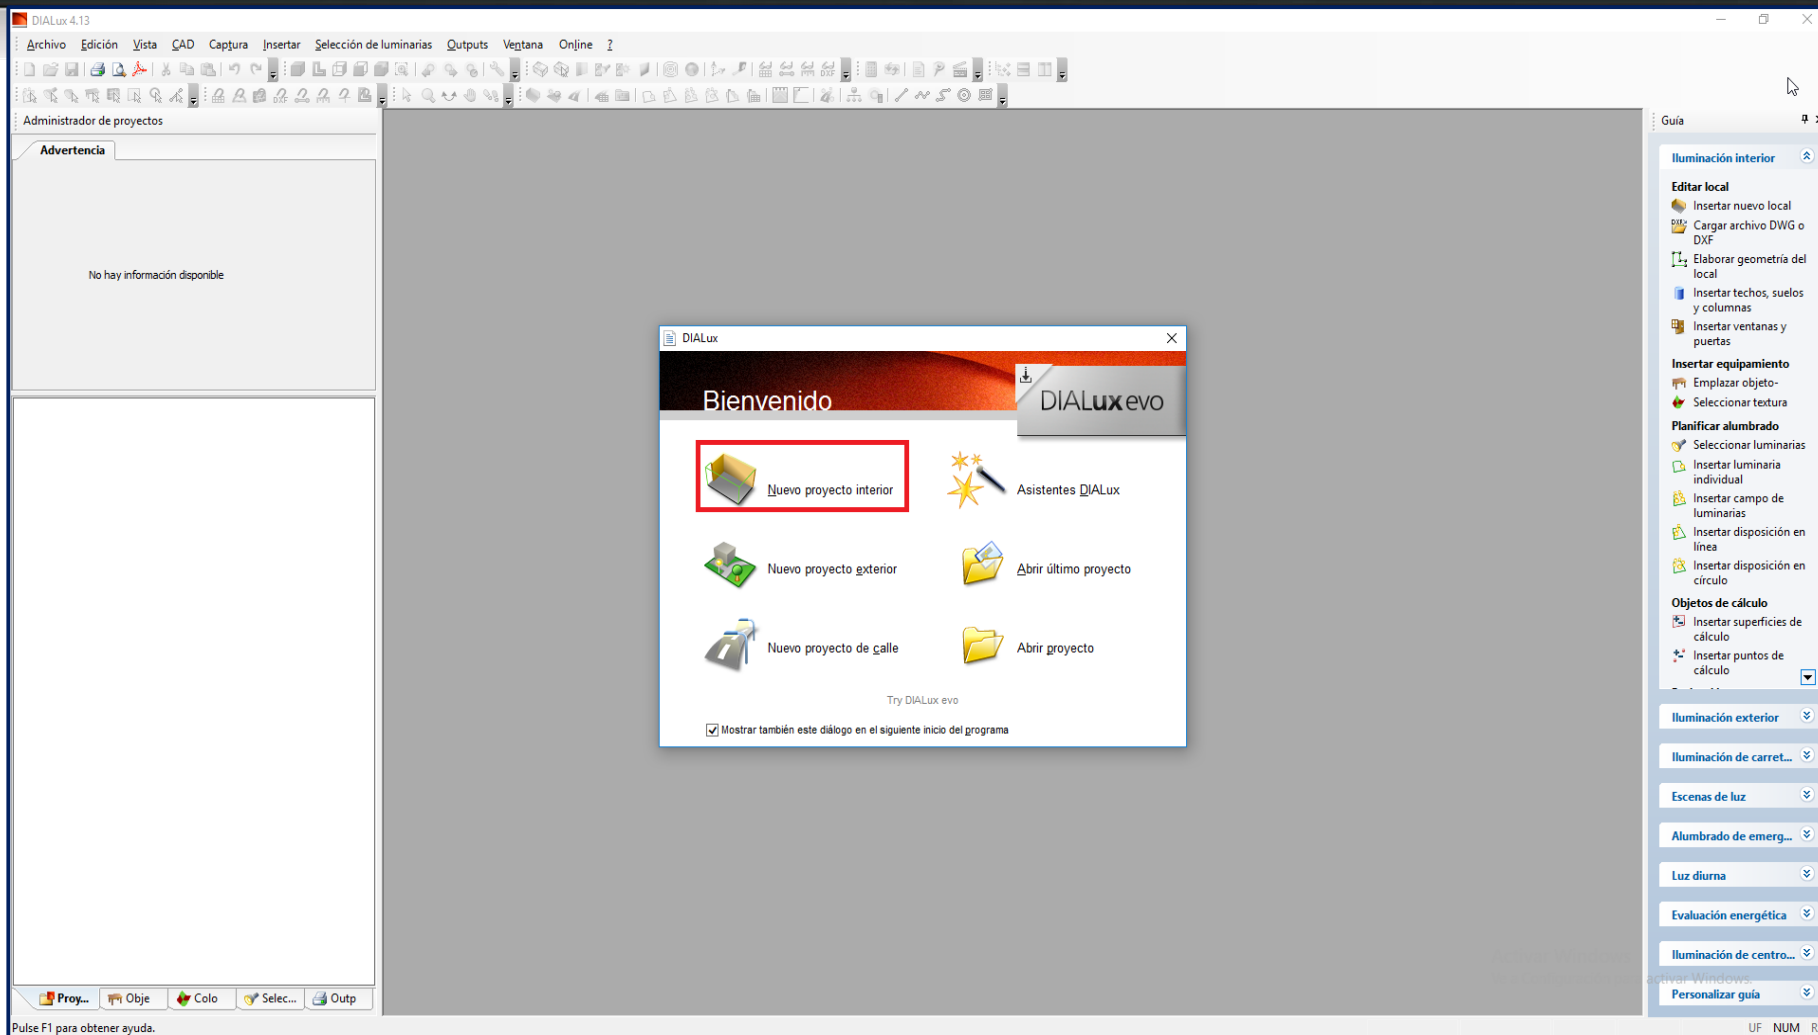 DIALux 4.13
Archivo Edición Vista CAD Captura Insertar Selección de luminarias Outputs Ventana Online ?
Administrador de proyectos
Advertencia
No hay información disponible
DIALux
Bienvenido
DIALux evo
Nuevo proyecto interior
Asistentes DIALux
Nuevo proyecto exterior
Abrir último proyecto
Nuevo proyecto de calle
Abrir proyecto
Try DIALux evo
Mostrar también este diálogo en el siguiente inicio del programa
Guía
Iluminación interior
Editar local
Insertar nuevo local
Cargar archivo DWG o
DXF
Elaborar geometría del
local
Insertar techos, suelos
y columnas
Insertar ventanas y
puertas
Insertar equipamiento
Emplazar objeto-
Seleccionar textura
Planificar alumbrado
Seleccionar luminarias
Insertar luminaria
individual
Insertar campo de
luminarias
Insertar disposición en
línea
Insertar disposición en
círculo
Objetos de cálculo
Insertar superficies de
cálculo
Insertar puntos de
cálculo
Iluminación exterior
Iluminación de carret...
Escenas de luz
Alumbrado de emerg...
Luz diurna
Evaluación energética
Iluminación de centro...
activar Windows.
Personalizar guía
Proy... Obje Colo Selec... Outp
Pulse F1 para obtener ayuda.
UF NUM R